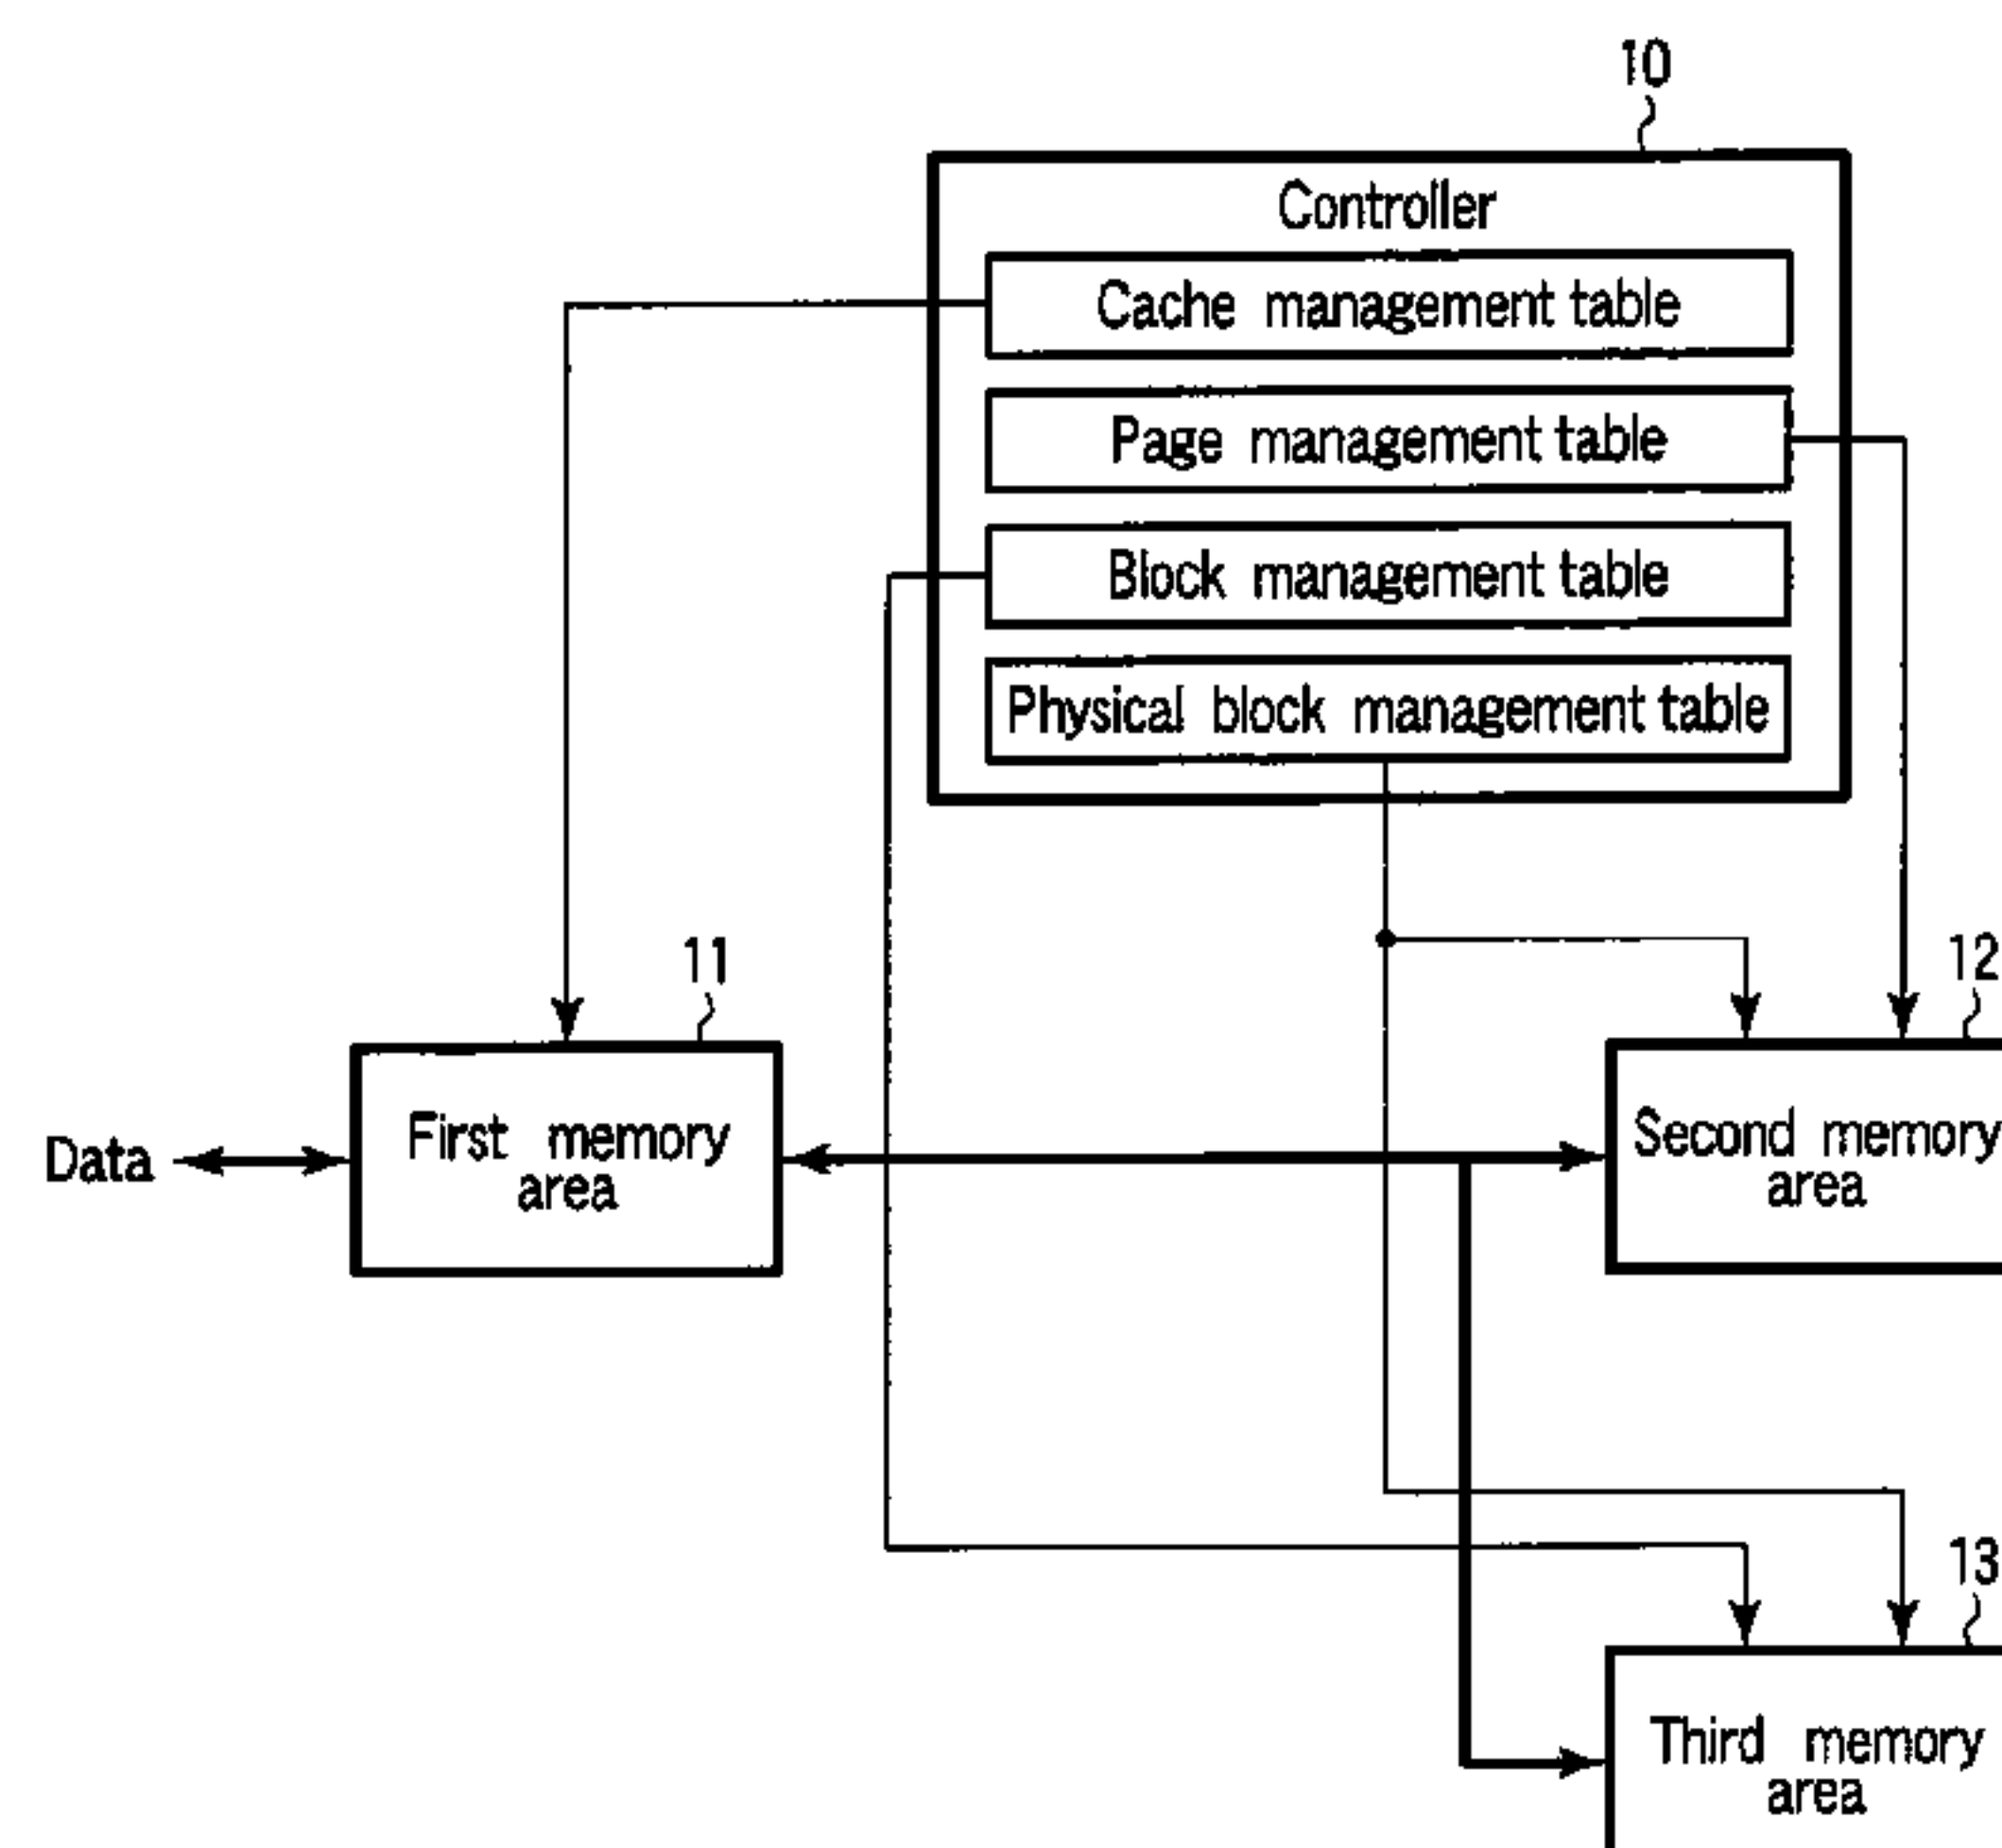 10
Controller
Cache management table
Page management table
Block management table
Physical block management table
11
12
Data
First memory
area
Second memory
area
13
Third memory
area